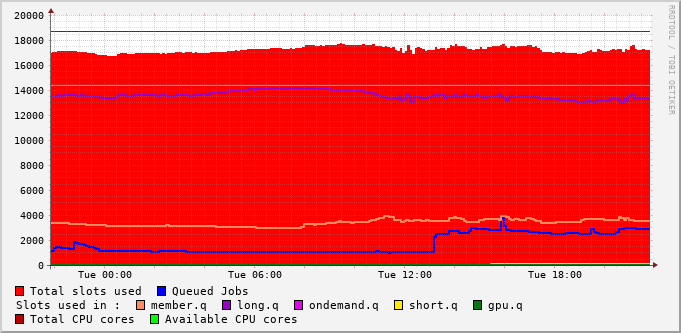 20000
18000
16000
14000
12000
10000
8000
6000
4000
2000
0
Tue 00:00 Tue 06:00 Tue 12:00 Tue 18:00
RRDTOOL / TOBI OETIKER
Total slots used Queued Jobs
Slots used in : member.q long.q ondemand.q short.q gpu.q
Total CPU cores Available CPU cores